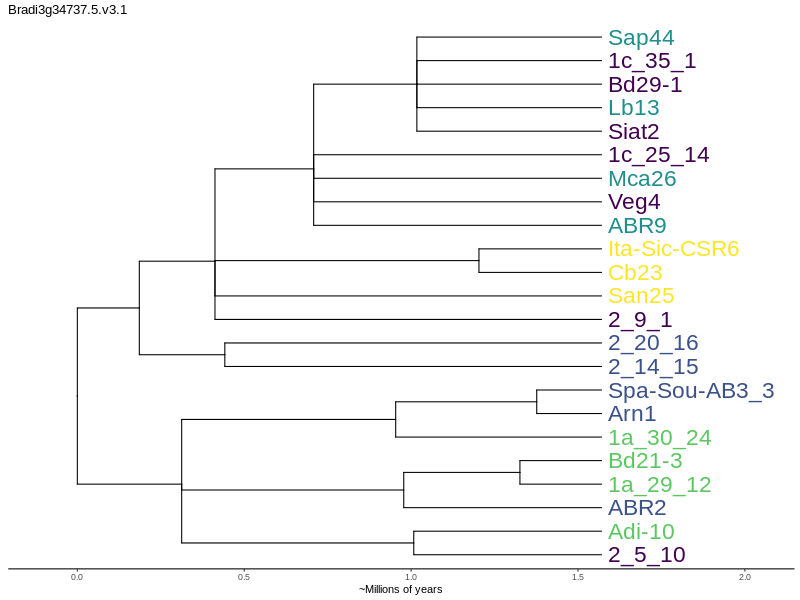 Bradi3g34737.5.v3.1
Sap44
1c_35_1
Bd29-1
Lb13
Siat2
1c_25_14
Mca26
Veg4
ABR9
Ita-Sic-CSR6
Cb23
San25
2_9_1
2_20_16
2_14_15
Spa-Sou-AB3_3
Arn1
1a_30_24
Bd21-3
1a_29_12
ABR2
Adi-10
2_5_10
0.0 0.5 1.0 1.5 2.0
~Millions of years